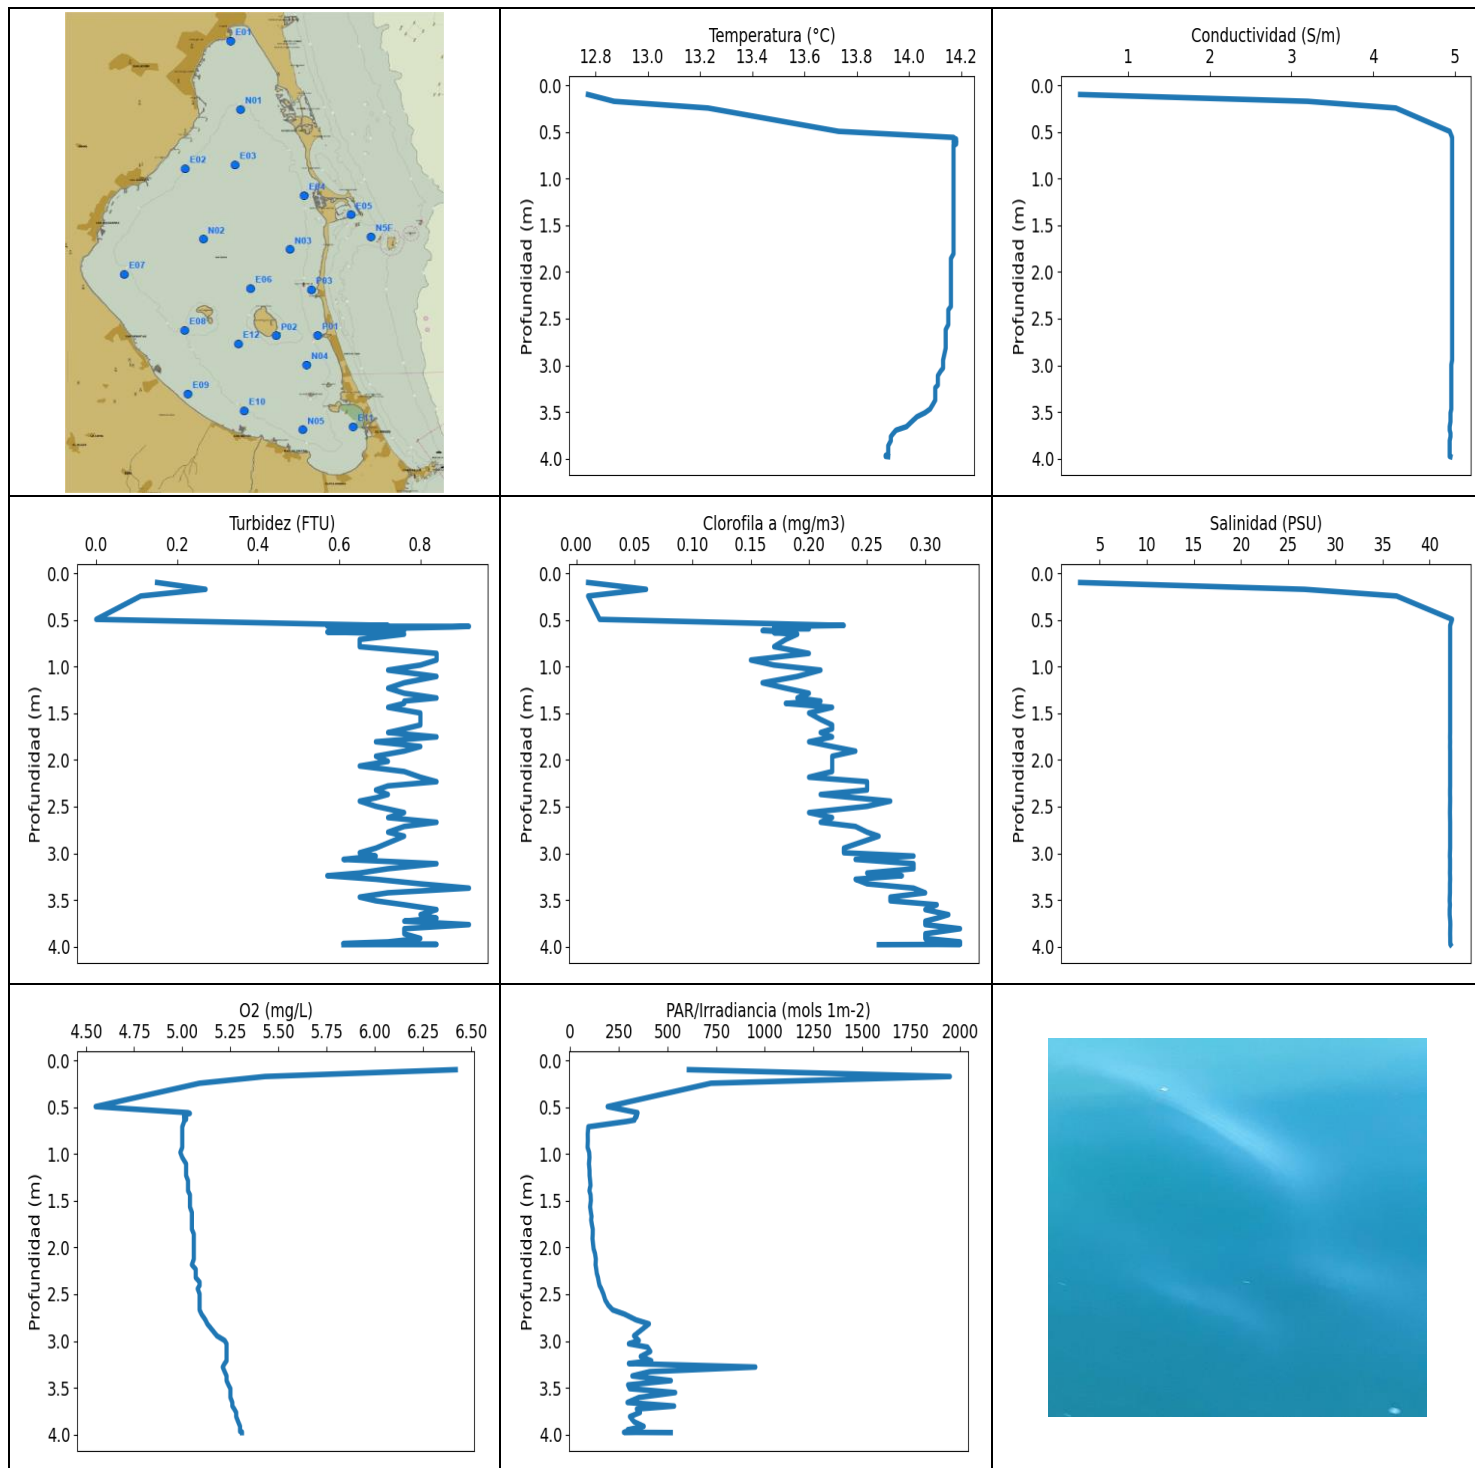 E01
N01
E02
E03
E04
E05
N5F
N02
N03
E07
E06
P03
E08
E12
P02
P01
N04
E09
E10
N05
E11
Temperatura (°C)
12.8 13.0 13.2 13.4 13.6 13.8 14.0 14.2
Profundidad (m)
0.0
0.5
1.0
1.5
2.0
2.5
3.0
3.5
4.0
Conductividad (S/m)
1 2 3 4 5
Profundidad (m)
0.0
0.5
1.0
1.5
2.0
2.5
3.0
3.5
4.0
Turbidez (FTU)
0.0 0.2 0.4 0.6 0.8
Profundidad (m)
0.0
0.5
1.0
1.5
2.0
2.5
3.0
3.5
4.0
Clorofila a (mg/m3)
0.00 0.05 0.10 0.15 0.20 0.25 0.30
Profundidad (m)
0.0
0.5
1.0
1.5
2.0
2.5
3.0
3.5
4.0
Salinidad (PSU)
5 10 15 20 25 30 35 40
Profundidad (m)
0.0
0.5
1.0
1.5
2.0
2.5
3.0
3.5
4.0
O2 (mg/L)
4.50 4.75 5.00 5.25 5.50 5.75 6.00 6.25 6.50
Profundidad (m)
0.0
0.5
1.0
1.5
2.0
2.5
3.0
3.5
4.0
PAR/Irradiancia (mols 1m-2)
0 250 500 750 1000 1250 1500 1750 2000
Profundidad (m)
0.0
0.5
1.0
1.5
2.0
2.5
3.0
3.5
4.0